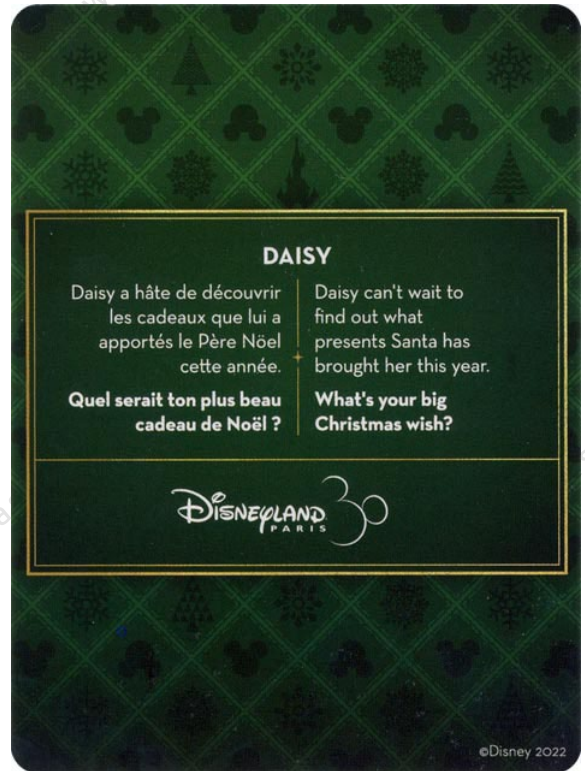 DAISY
Daisy a hâte de découvrir
les cadeaux que lui a
apportés le Père Nöel
cette année.
Quel serait ton plus beau
cadeau de Noël ?
Daisy can't wait to
find out what
presents Santa has
brought her this year.
What's your big
Christmas wish?
DISNEYLAND 30
PARIS
©Disney 2022